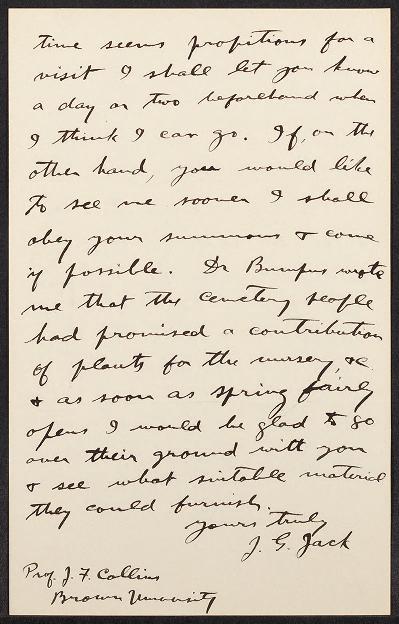 time seems propitious for a
visit I shall let you know
a day or two beforehand when
I think I can go. If, on the
other hand, you would like
to see me sooner I shall
obey your summons & come
if possible. Dr Bumpus wrote
me that the cemetery people
had promised a contribution
of plants for the nursery, &c.
& as soon as spring fairly
opens I would be glad to go
over their ground with you
& see what suitable material
they could furnish.
Yours truly
J. G. Jack
Prof. J. F. Collins
Brown University